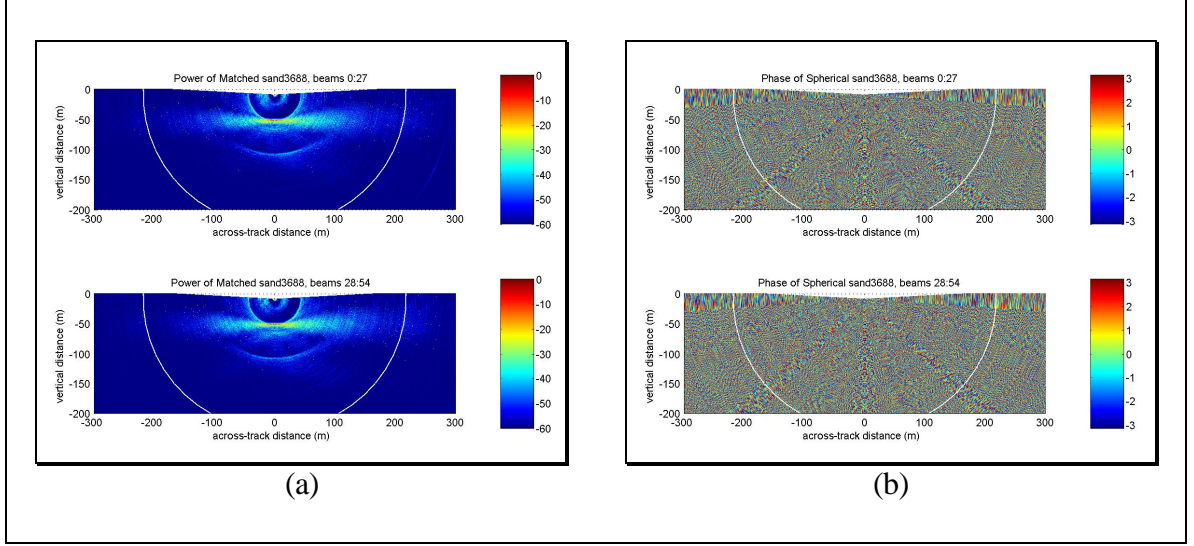 Power of Matched sand3688, beams 0:27
0
-50
-100
-150
-200
vertical distance (m)
-300 -200 -100 0 100 200 300
across-track distance (m)
0
-10
-20
-30
-40
-50
-60
Power of Matched sand3688, beams 28:54
0
-50
-100
-150
-200
vertical distance (m)
-300 -200 -100 0 100 200 300
across-track distance (m)
0
-10
-20
-30
-40
-50
-60
(a)
Phase of Spherical sand3688, beams 0:27
0
-50
-100
-150
-200
vertical distance (m)
-300 -200 -100 0 100 200 300
across-track distance (m)
3
2
1
0
-1
-2
-3
Phase of Spherical sand3688, beams 28:54
0
-50
-100
-150
-200
vertical distance (m)
-300 -200 -100 0 100 200 300
across-track distance (m)
3
2
1
0
-1
-2
-3
(b)